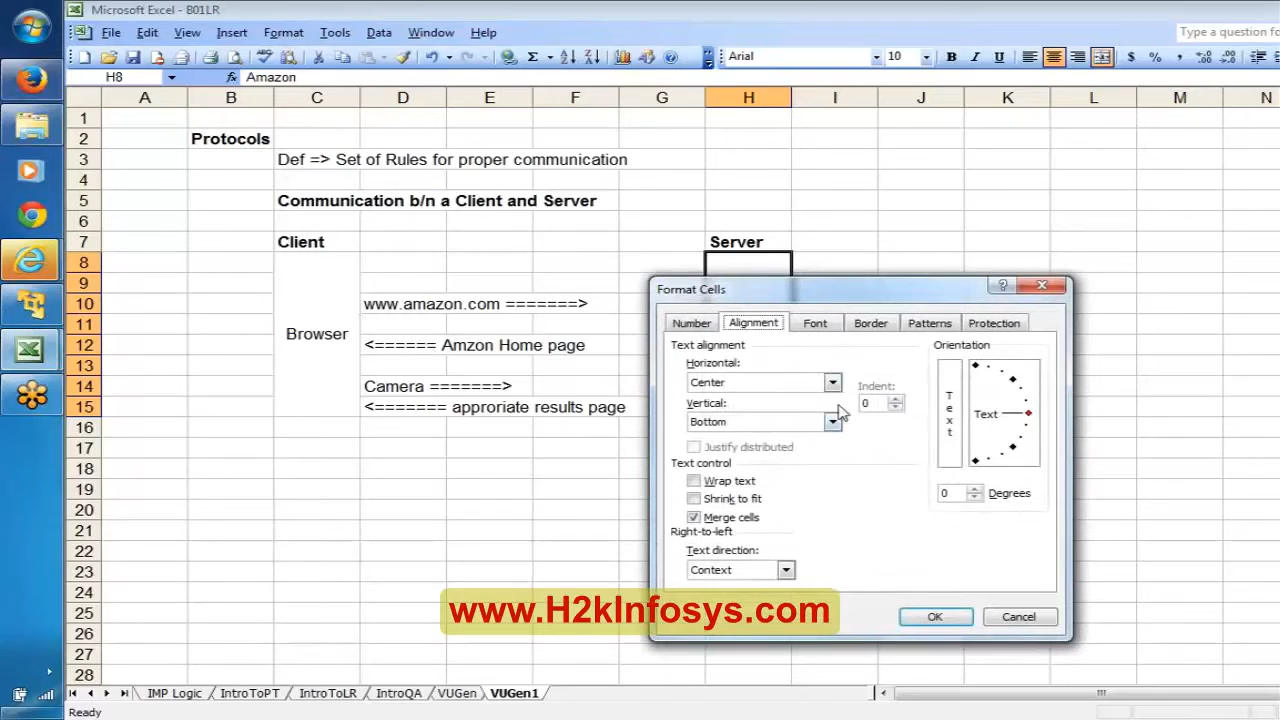 Microsoft Excel - B01LR
File Edit View Insert Format Tools Data Window Help
Type a question for
Arial 10 B I U $ % ,
H8 fx Amazon
A B C D E F G H I J K L M N
1
2 Protocols
3 Def => Set of Rules for proper communication
4
5 Communication b/n a Client and Server
6
7 Client Server
8
9
10 www.amazon.com =======>
11
Browser
12 <====== Amzon Home page
13
14 Camera =======>
15 <======= approriate results page
16
17
18
19
20
21
22
23
24
25
26
27
28
Format Cells
Number Alignment Font Border Patterns Protection
Text alignment
Horizontal:
Center
Indent:
0
Vertical:
Bottom
Justify distributed
Text control
Wrap text
Shrink to fit
Merge cells
Right-to-left
Text direction:
Context
Orientation
Text
Text
0 Degrees
OK Cancel
www.H2kInfosys.com
IMP Logic IntroToPT IntroToLR IntroQA VUGen VUGen1
Ready